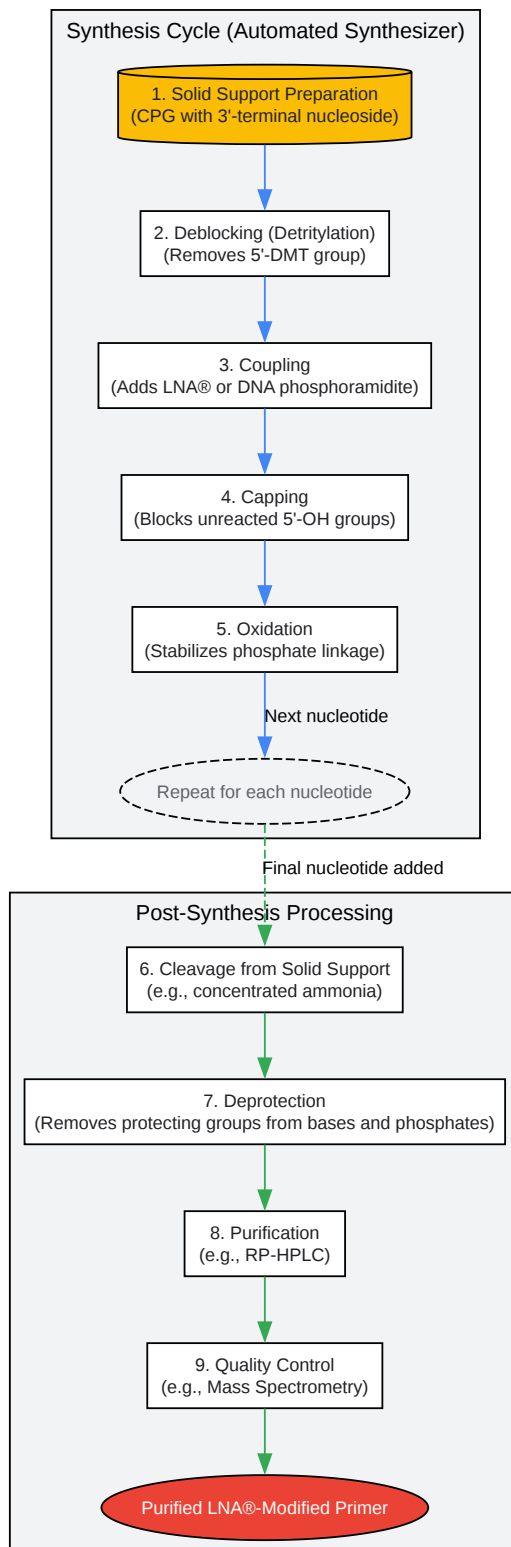 Synthesis Cycle (Automated Synthesizer)
1. Solid Support Preparation
(CPG with 3'-terminal nucleoside)
2. Deblocking (Detritylation)
(Removes 5'-DMT group)
3. Coupling
(Adds LNA® or DNA phosphoramidite)
4. Capping
(Blocks unreacted 5'-OH groups)
5. Oxidation
(Stabilizes phosphate linkage)
Next nucleotide
Repeat for each nucleotide
Final nucleotide added
Post-Synthesis Processing
6. Cleavage from Solid Support
(e.g., concentrated ammonia)
7. Deprotection
(Removes protecting groups from bases and phosphates)
8. Purification
(e.g., RP-HPLC)
9. Quality Control
(e.g., Mass Spectrometry)
Purified LNA®-Modified Primer